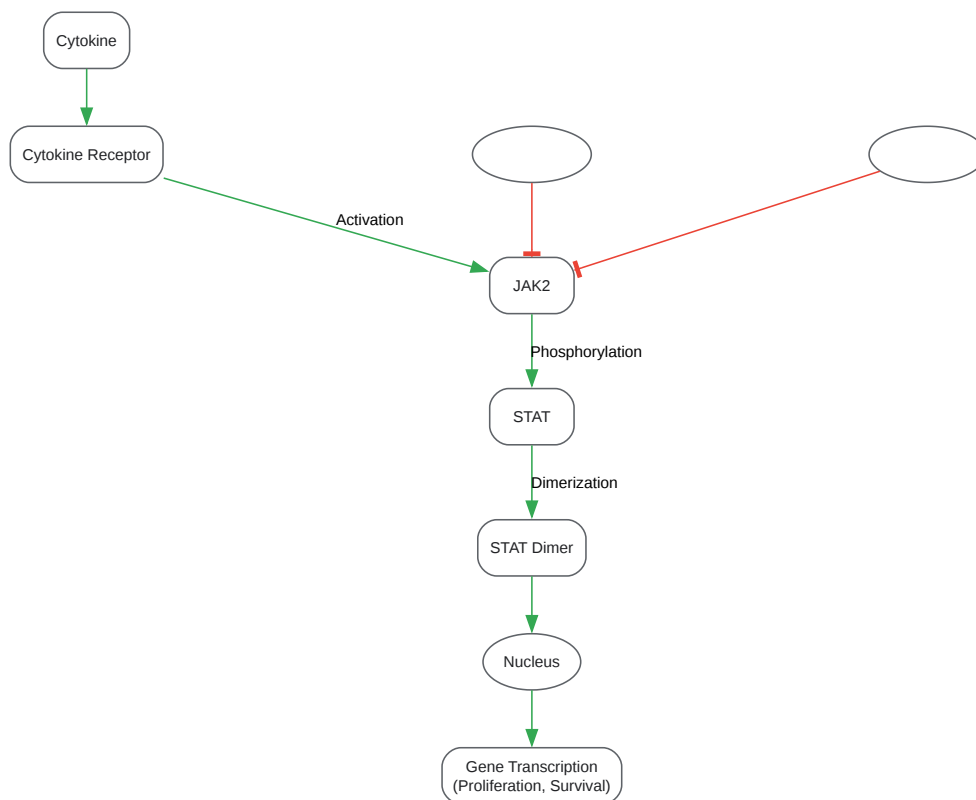 Cytokine
Cytokine Receptor
Activation
JAK2
Phosphorylation
STAT
Dimerization
STAT Dimer
Nucleus
Gene Transcription
(Proliferation, Survival)